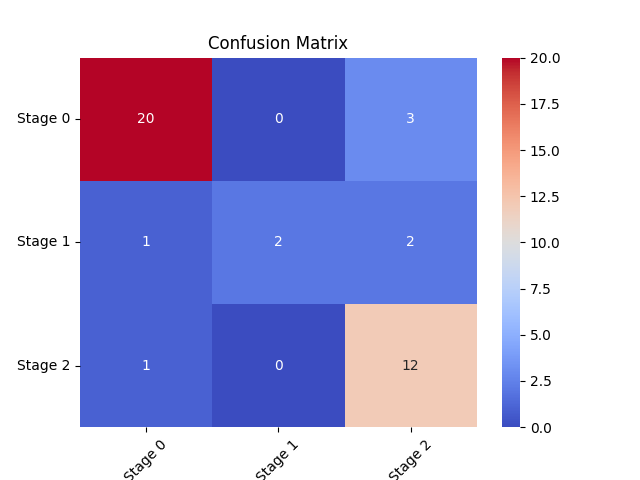 Confusion Matrix
20.0
Stage 0 20 0 3
17.5
15.0
12.5
Stage 1 1 2 2
10.0
7.5
5.0
Stage 2 1 0 12
2.5
0.0
Stage 0 Stage 1 Stage 2